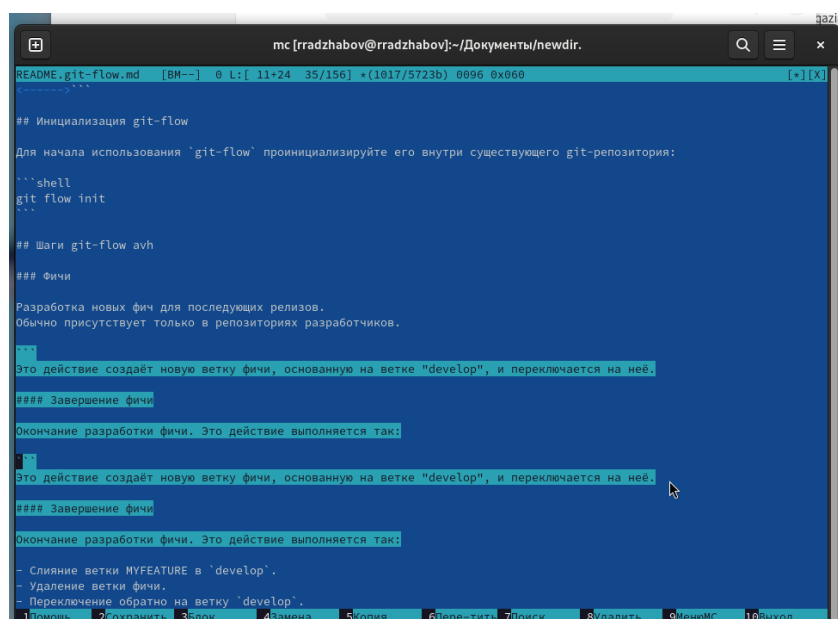 gazi
mc [rradzhabov@rradzhabov]:~/Документы/newdir.
README.git-flow.md [BM--] 0 L:[ 11+24 35/156] *(1017/5723b) 0096 0x060 [*][X]
<------>```
## Инициализация git-flow
Для начала использования `git-flow` проинициализируйте его внутри существующего git-репозитория:
```shell
git flow init
```
## Шаги git-flow avh
### Фичи
Разработка новых фич для последующих релизов.
Обычно присутствует только в репозиториях разработчиков.
```
Это действие создаёт новую ветку фичи, основанную на ветке "develop", и переключается на неё.
#### Завершение фичи
Окончание разработки фичи. Это действие выполняется так:
```
Это действие создаёт новую ветку фичи, основанную на ветке "develop", и переключается на неё.
#### Завершение фичи
Окончание разработки фичи. Это действие выполняется так:
- Слияние ветки MYFEATURE в `develop`.
- Удаление ветки фичи.
- Переключение обратно на ветку `develop`.
1Помощь 2Сохранить 3Блок 4Замена 5Копия 6Пере~тить 7Поиск 8Удалить 9МенюМС 10Выход